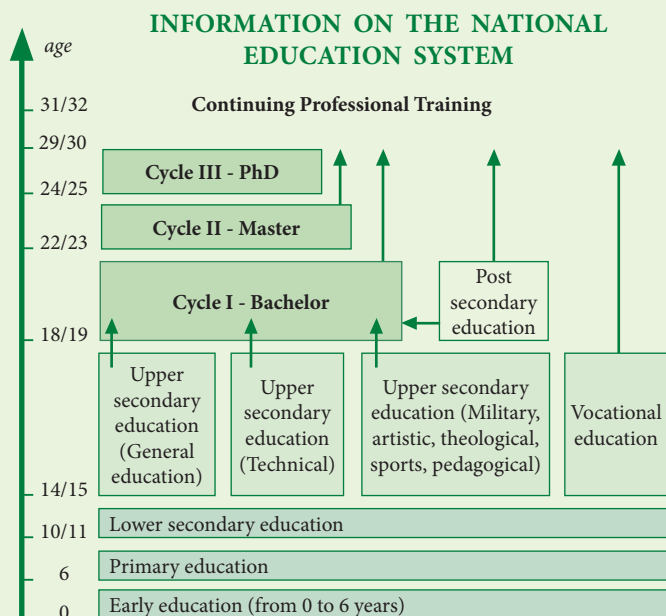 INFORMATION ON THE NATIONAL
EDUCATION SYSTEM
age
31/32
Continuing Professional Training
29/30
Cycle III - PhD
24/25
Cycle II - Master
22/23
Cycle I - Bachelor
Post
secondary
education
18/19
Upper
secondary
education
(General
education)
Upper
secondary
education
(Technical)
Upper secondary
education (Military,
artistic, theological,
sports, pedagogical)
Vocational
education
14/15
Lower secondary education
10/11
Primary education
6
Early education (from 0 to 6 years)
0